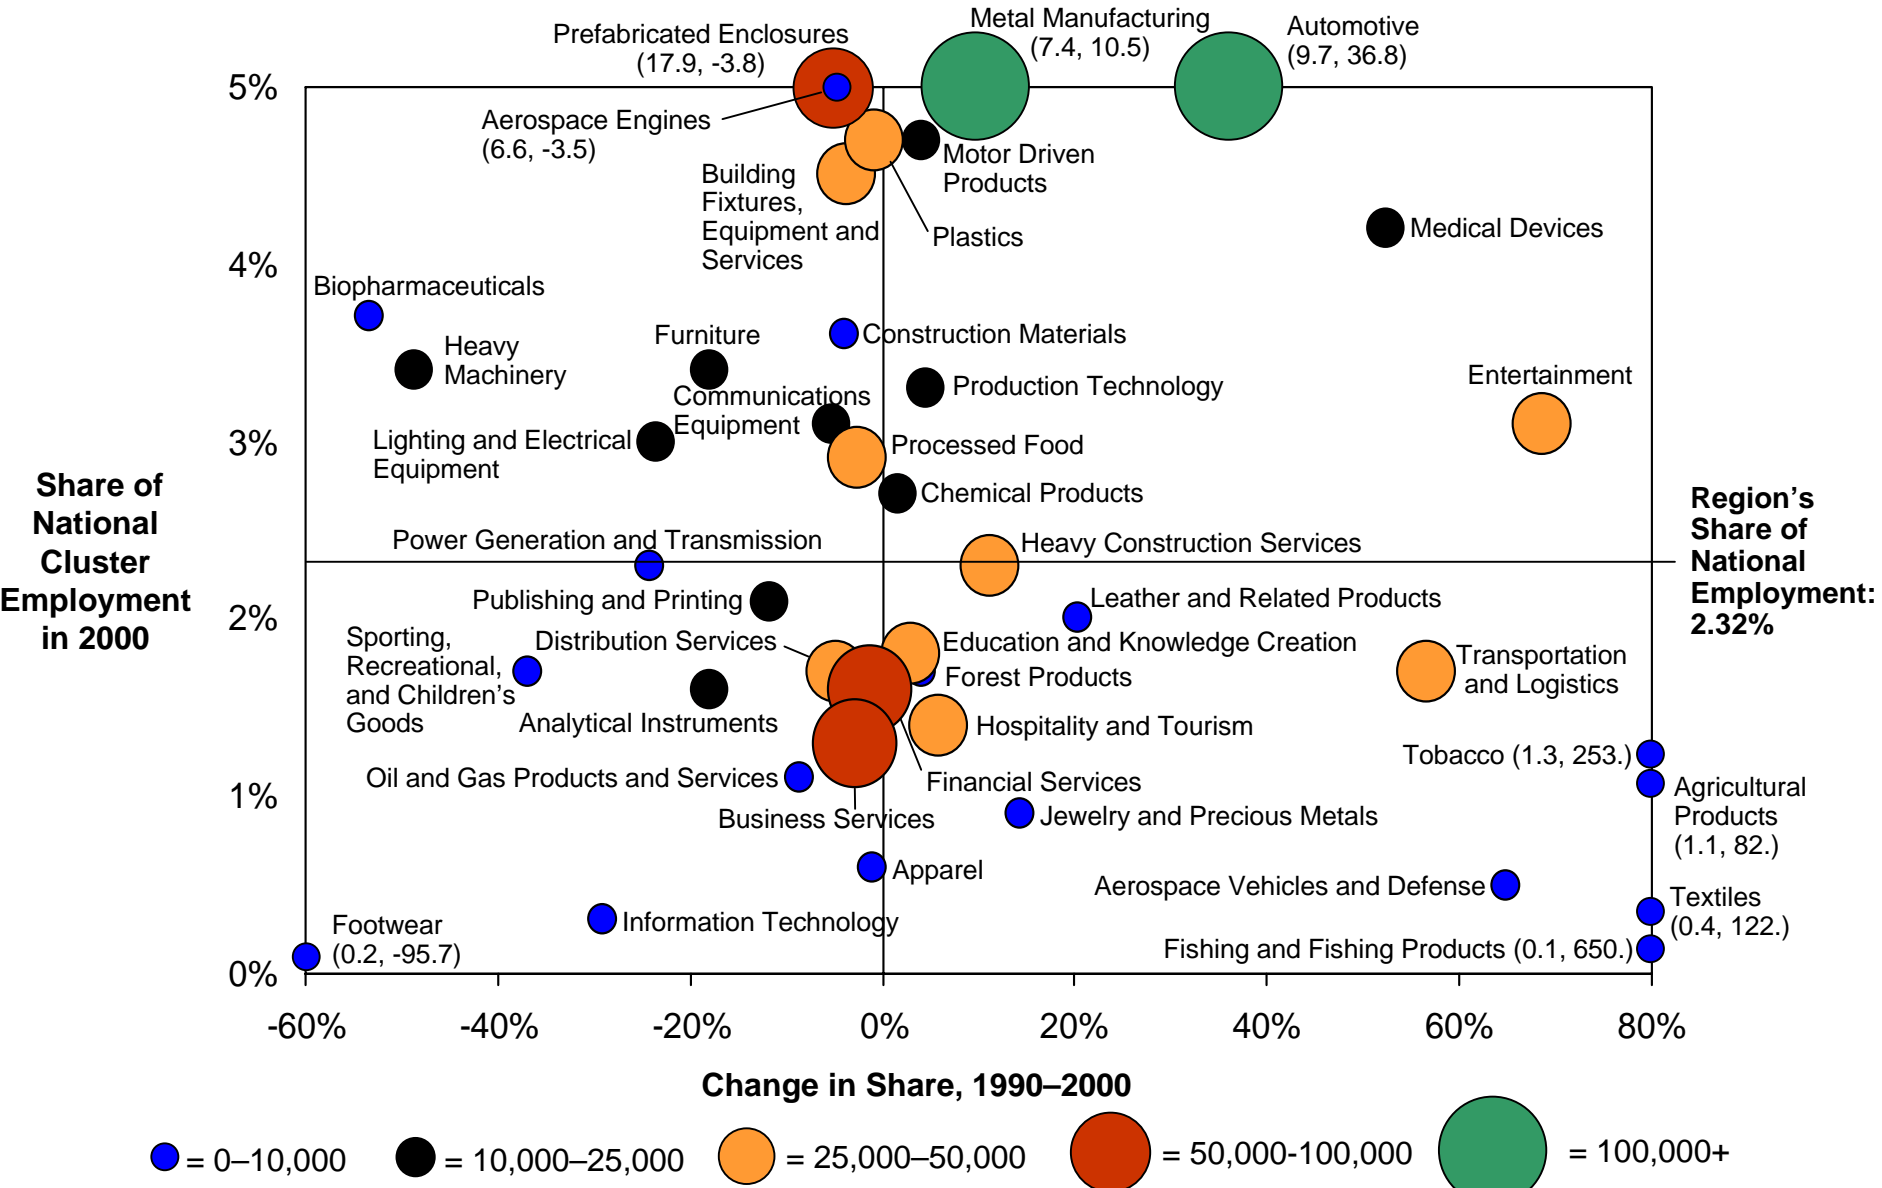 Prefabricated Enclosures
(17.9, -3.8)
Metal Manufacturing
(7.4, 10.5)
Automotive
(9.7, 36.8)
5%
Aerospace Engines
(6.6, -3.5)
Motor Driven
Products
Building
Fixtures,
Equipment and
Services
Plastics
Medical Devices
4%
Biopharmaceuticals
Construction Materials
Furniture
Heavy
Machinery
Production Technology
Entertainment
Communications
Equipment
3%
Lighting and Electrical
Equipment
Processed Food
Chemical Products
Share of
National
Cluster
Employment
in 2000
Region’s
Share of
National
Employment:
2.32%
Power Generation and Transmission
Heavy Construction Services
Publishing and Printing
Leather and Related Products
2%
Sporting,
Recreational,
and Children’s
Goods
Distribution Services
Education and Knowledge Creation
Forest Products
Transportation
and Logistics
Analytical Instruments
Hospitality and Tourism
Tobacco (1.3, 253.)
Oil and Gas Products and Services
Financial Services
Agricultural
Products
(1.1, 82.)
1%
Business Services
Jewelry and Precious Metals
Apparel
Aerospace Vehicles and Defense
Textiles
(0.4, 122.)
Information Technology
Footwear
(0.2, -95.7)
Fishing and Fishing Products (0.1, 650.)
0%
-60%
-40%
-20%
0%
20%
40%
60%
80%
Change in Share, 1990–2000
= 0–10,000
= 10,000–25,000
= 25,000–50,000
= 50,000-100,000
= 100,000+